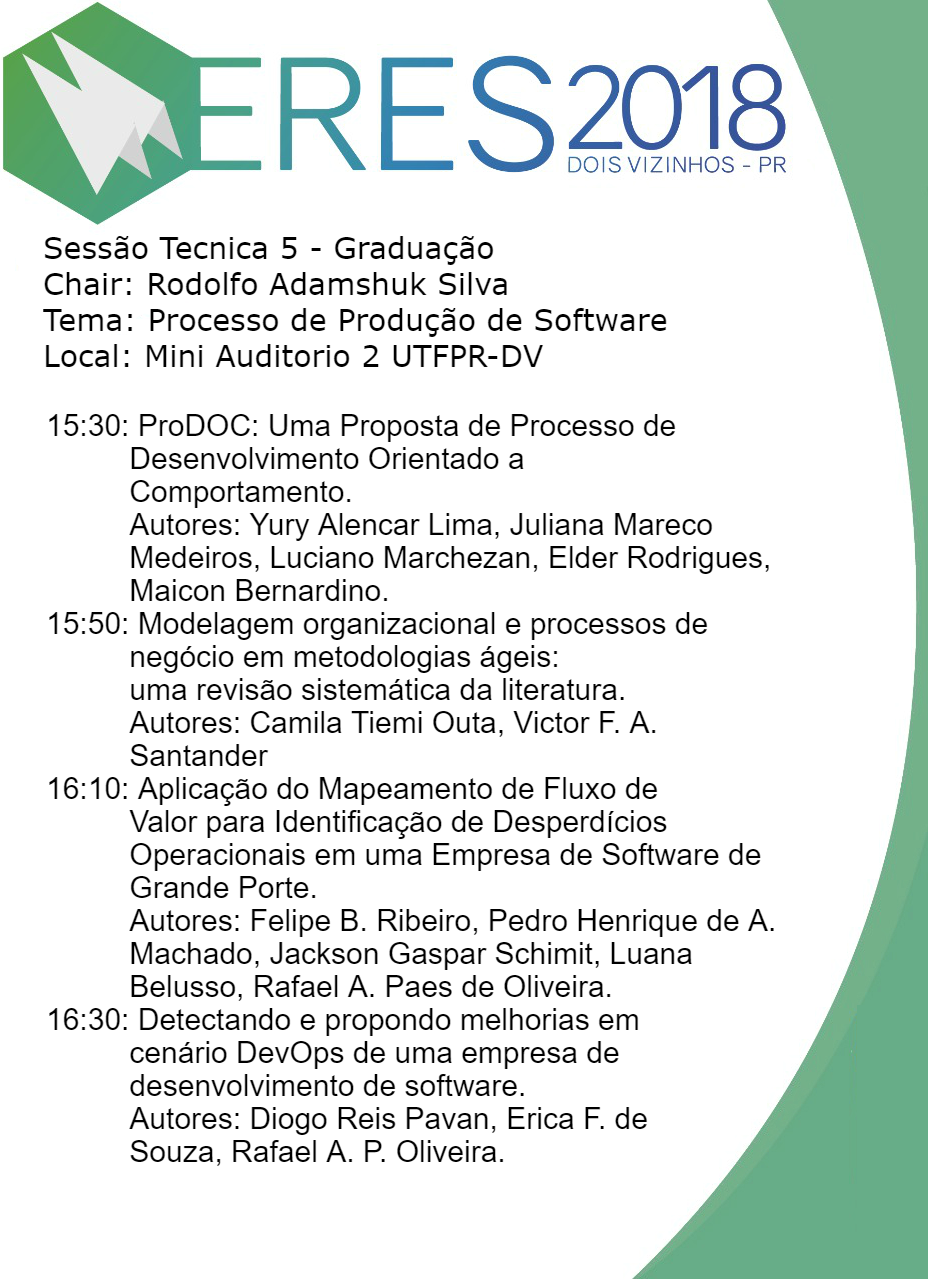 ERES 2018
DOIS VIZINHOS - PR
Sessão Tecnica 5 - Graduação
Chair: Rodolfo Adamshuk Silva
Tema: Processo de Produção de Software
Local: Mini Auditorio 2 UTFPR-DV
15:30: ProDOC: Uma Proposta de Processo de
Desenvolvimento Orientado a
Comportamento.
Autores: Yury Alencar Lima, Juliana Mareco
Medeiros, Luciano Marchezan, Elder Rodrigues,
Maicon Bernardino.
15:50: Modelagem organizacional e processos de
negócio em metodologias ágeis:
uma revisão sistemática da literatura.
Autores: Camila Tiemi Outa, Victor F. A.
Santander
16:10: Aplicação do Mapeamento de Fluxo de
Valor para Identificação de Desperdícios
Operacionais em uma Empresa de Software de
Grande Porte.
Autores: Felipe B. Ribeiro, Pedro Henrique de A.
Machado, Jackson Gaspar Schimit, Luana
Belusso, Rafael A. Paes de Oliveira.
16:30: Detectando e propondo melhorias em
cenário DevOps de uma empresa de
desenvolvimento de software.
Autores: Diogo Reis Pavan, Erica F. de
Souza, Rafael A. P. Oliveira.